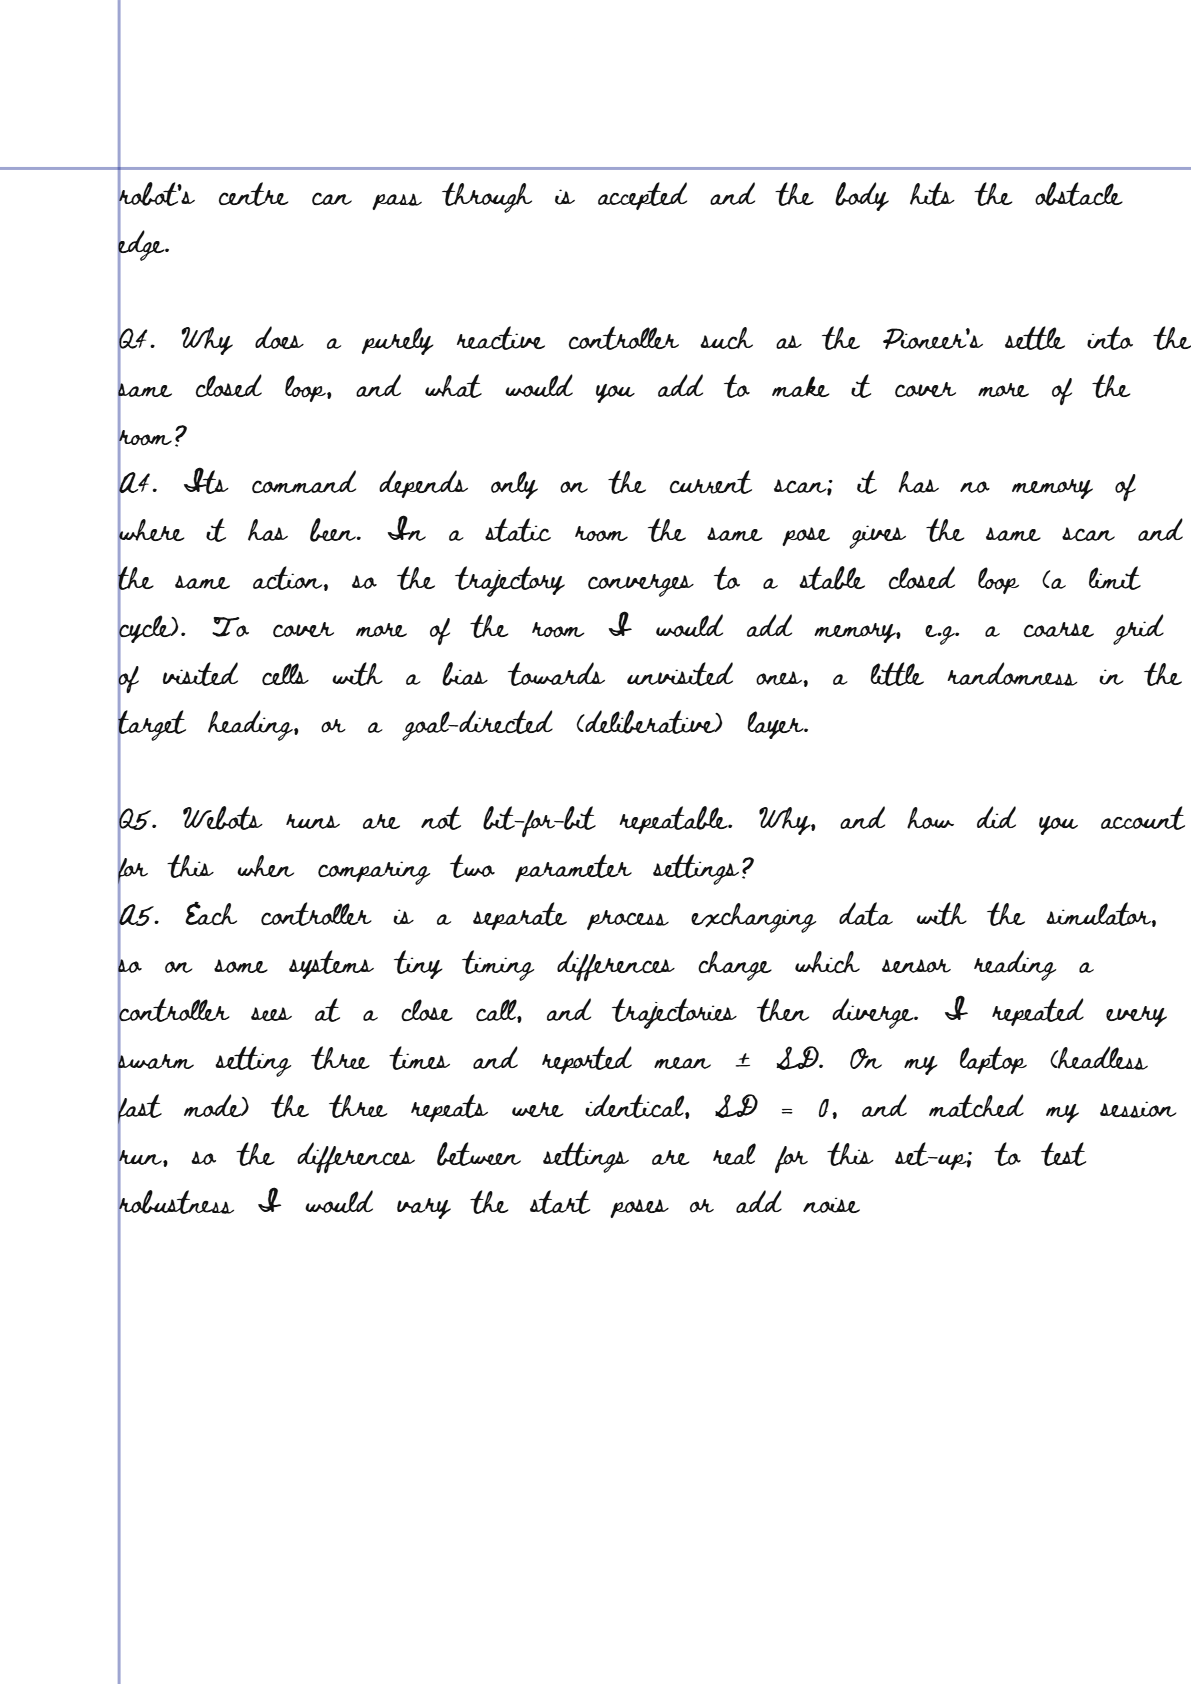 robot's centre can pass through is accepted and the body hits the obstacle
edge.
Q4. Why does a purely reactive controller such as the Pioneer's settle into the
same closed loop, and what would you add to make it cover more of the
room?
A4. Its command depends only on the current scan; it has no memory of
where it has been. In a static room the same pose gives the same scan and
the same action, so the trajectory converges to a stable closed loop (a limit
cycle). To cover more of the room I would add memory, e.g. a coarse grid
of visited cells with a bias towards unvisited ones, a little randomness in the
target heading, or a goal-directed (deliberative) layer.
Q5. Webots runs are not bit-for-bit repeatable. Why, and how did you account
for this when comparing two parameter settings?
A5. Each controller is a separate process exchanging data with the simulator,
so on some systems tiny timing differences change which sensor reading a
controller sees at a close call, and trajectories then diverge. I repeated every
swarm setting three times and reported mean ± SD. On my laptop (headless
fast mode) the three repeats were identical, SD = 0, and matched my session
run, so the differences between settings are real for this set-up; to test
robustness I would vary the start poses or add noise